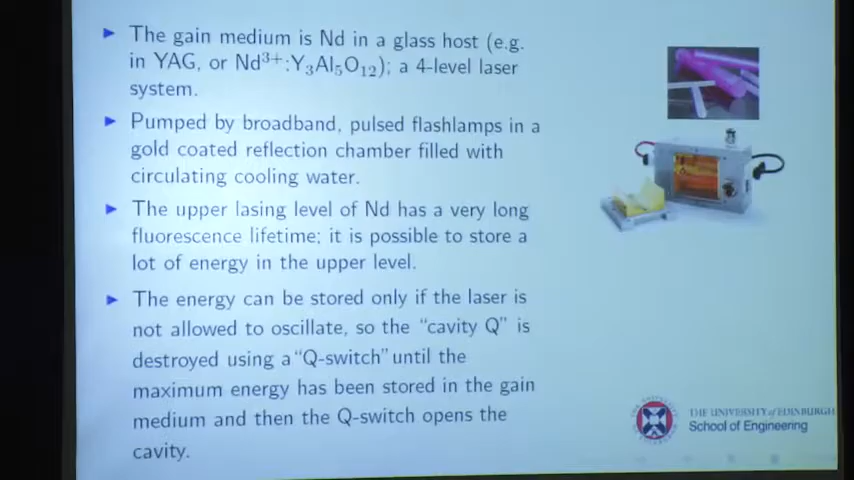 The gain medium is Nd in a glass host (e.g.
in YAG, or Nd³⁺:Y₃Al₅O₁₂); a 4-level laser
system.
Pumped by broadband, pulsed flashlamps in a
gold coated reflection chamber filled with
circulating cooling water.
The upper lasing level of Nd has a very long
fluorescence lifetime; it is possible to store a
lot of energy in the upper level.
The energy can be stored only if the laser is
not allowed to oscillate, so the "cavity Q" is
destroyed using a "Q-switch" until the
maximum energy has been stored in the gain
medium and then the Q-switch opens the
cavity.
THE UNIVERSITY of EDINBURGH
School of Engineering